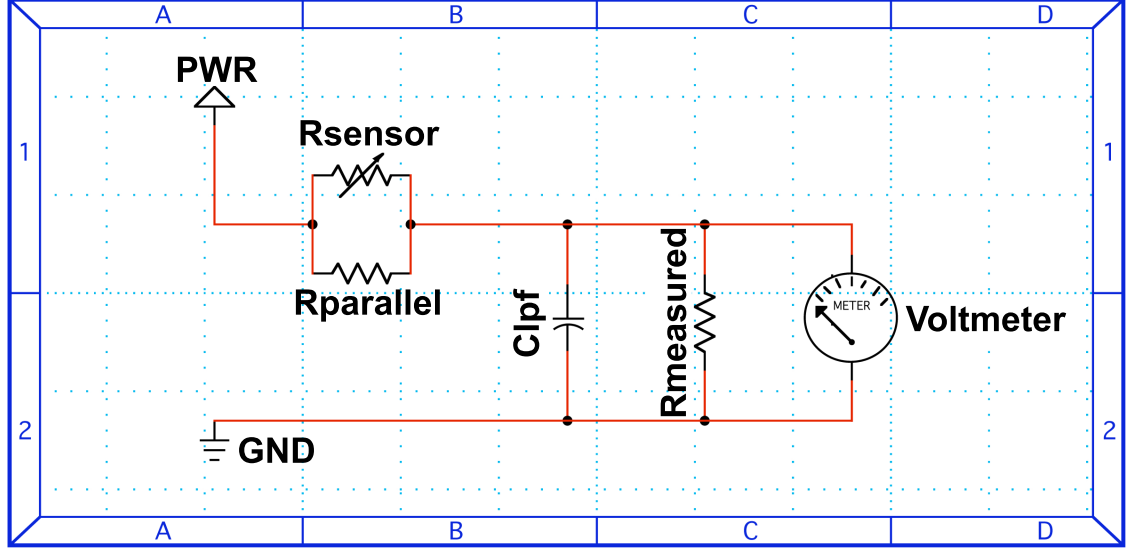 A B C D
PWR
Rsensor
1 1
Rparallel
Clpf
Rmeasured
METER
Voltmeter
2 2
GND
A B C D